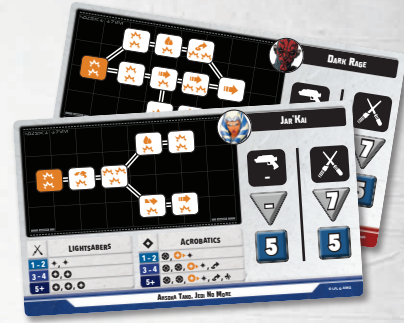 DARK RAGE
7
5
JAR'KAI
-
7
-
5
5
LIGHTSABERS
1-2
3-4
5+
ACROBATICS
1-2
3-4
5+
AHSOKA TANO, JEDI NO MORE